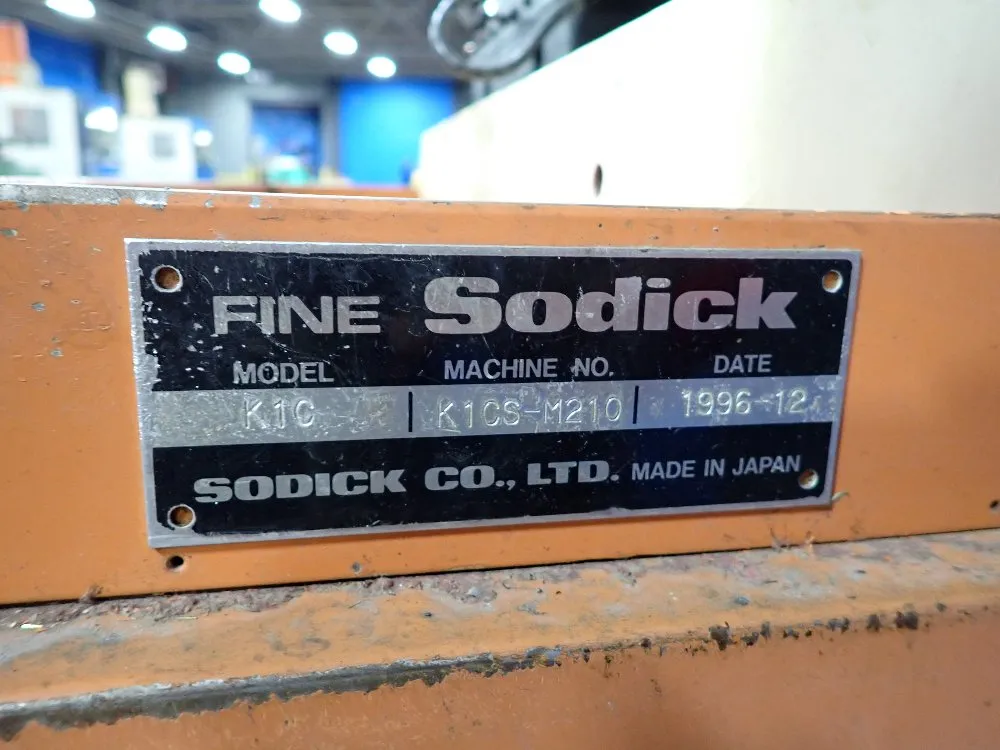 FINE Sodick
MODEL MACHINE NO. DATE
K1C K1CS-M210 1996-12
SODICK CO., LTD. MADE IN JAPAN